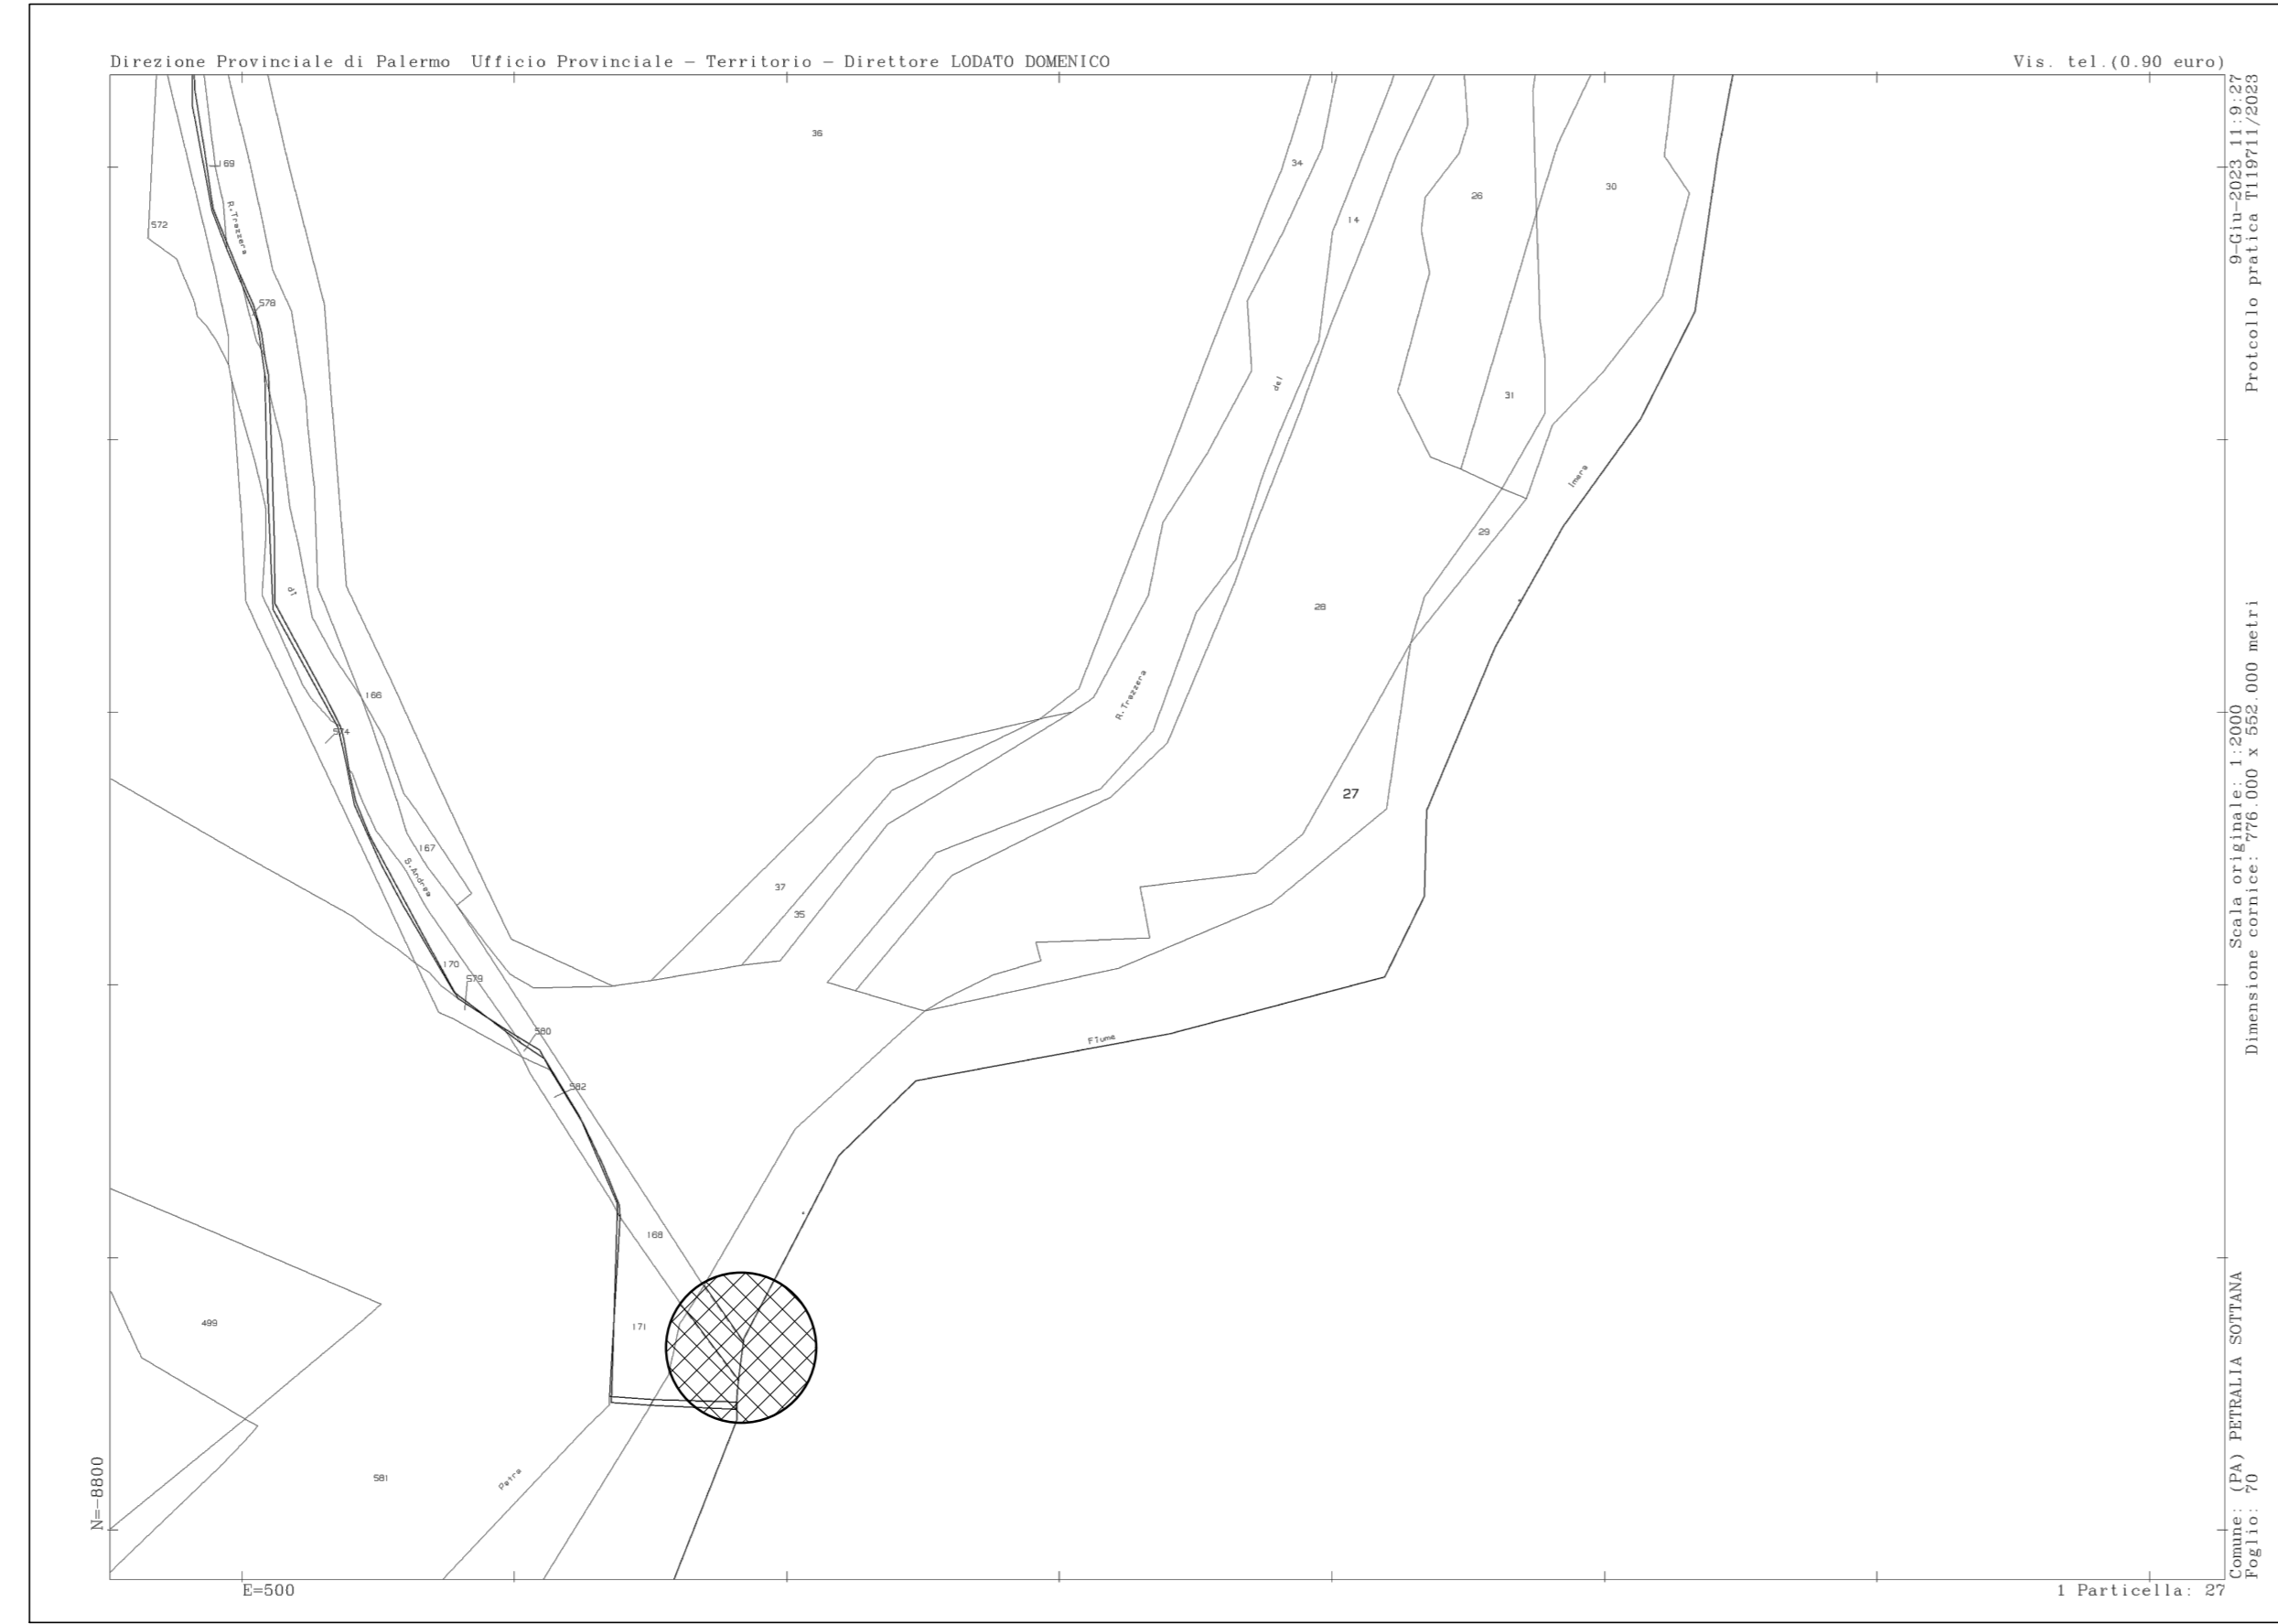 Direzione Provinciale di Palermo Ufficio Provinciale - Territorio - Direttore LODATO DOMENICO
Vis. tel.(0.90 euro)
9-Giu-2023 11:9:27
Protcollo pratica T119711/2023
Scala originale: 1:2000
Dimensione cornice: 776.000 x 552.000 metri
Comune: (PA) PETRALIA SOTTANA
Foglio: 70
1 Particella: 27
N=-8800
E=500
36
34
169
26
30
R.Trazzera
14
572
578
del
31
Imera
29
di
28
166
R.Trazzera
574
27
167
S.Andrea
37
35
170
579
580
Fiume
582
168
499
171
581
Petra